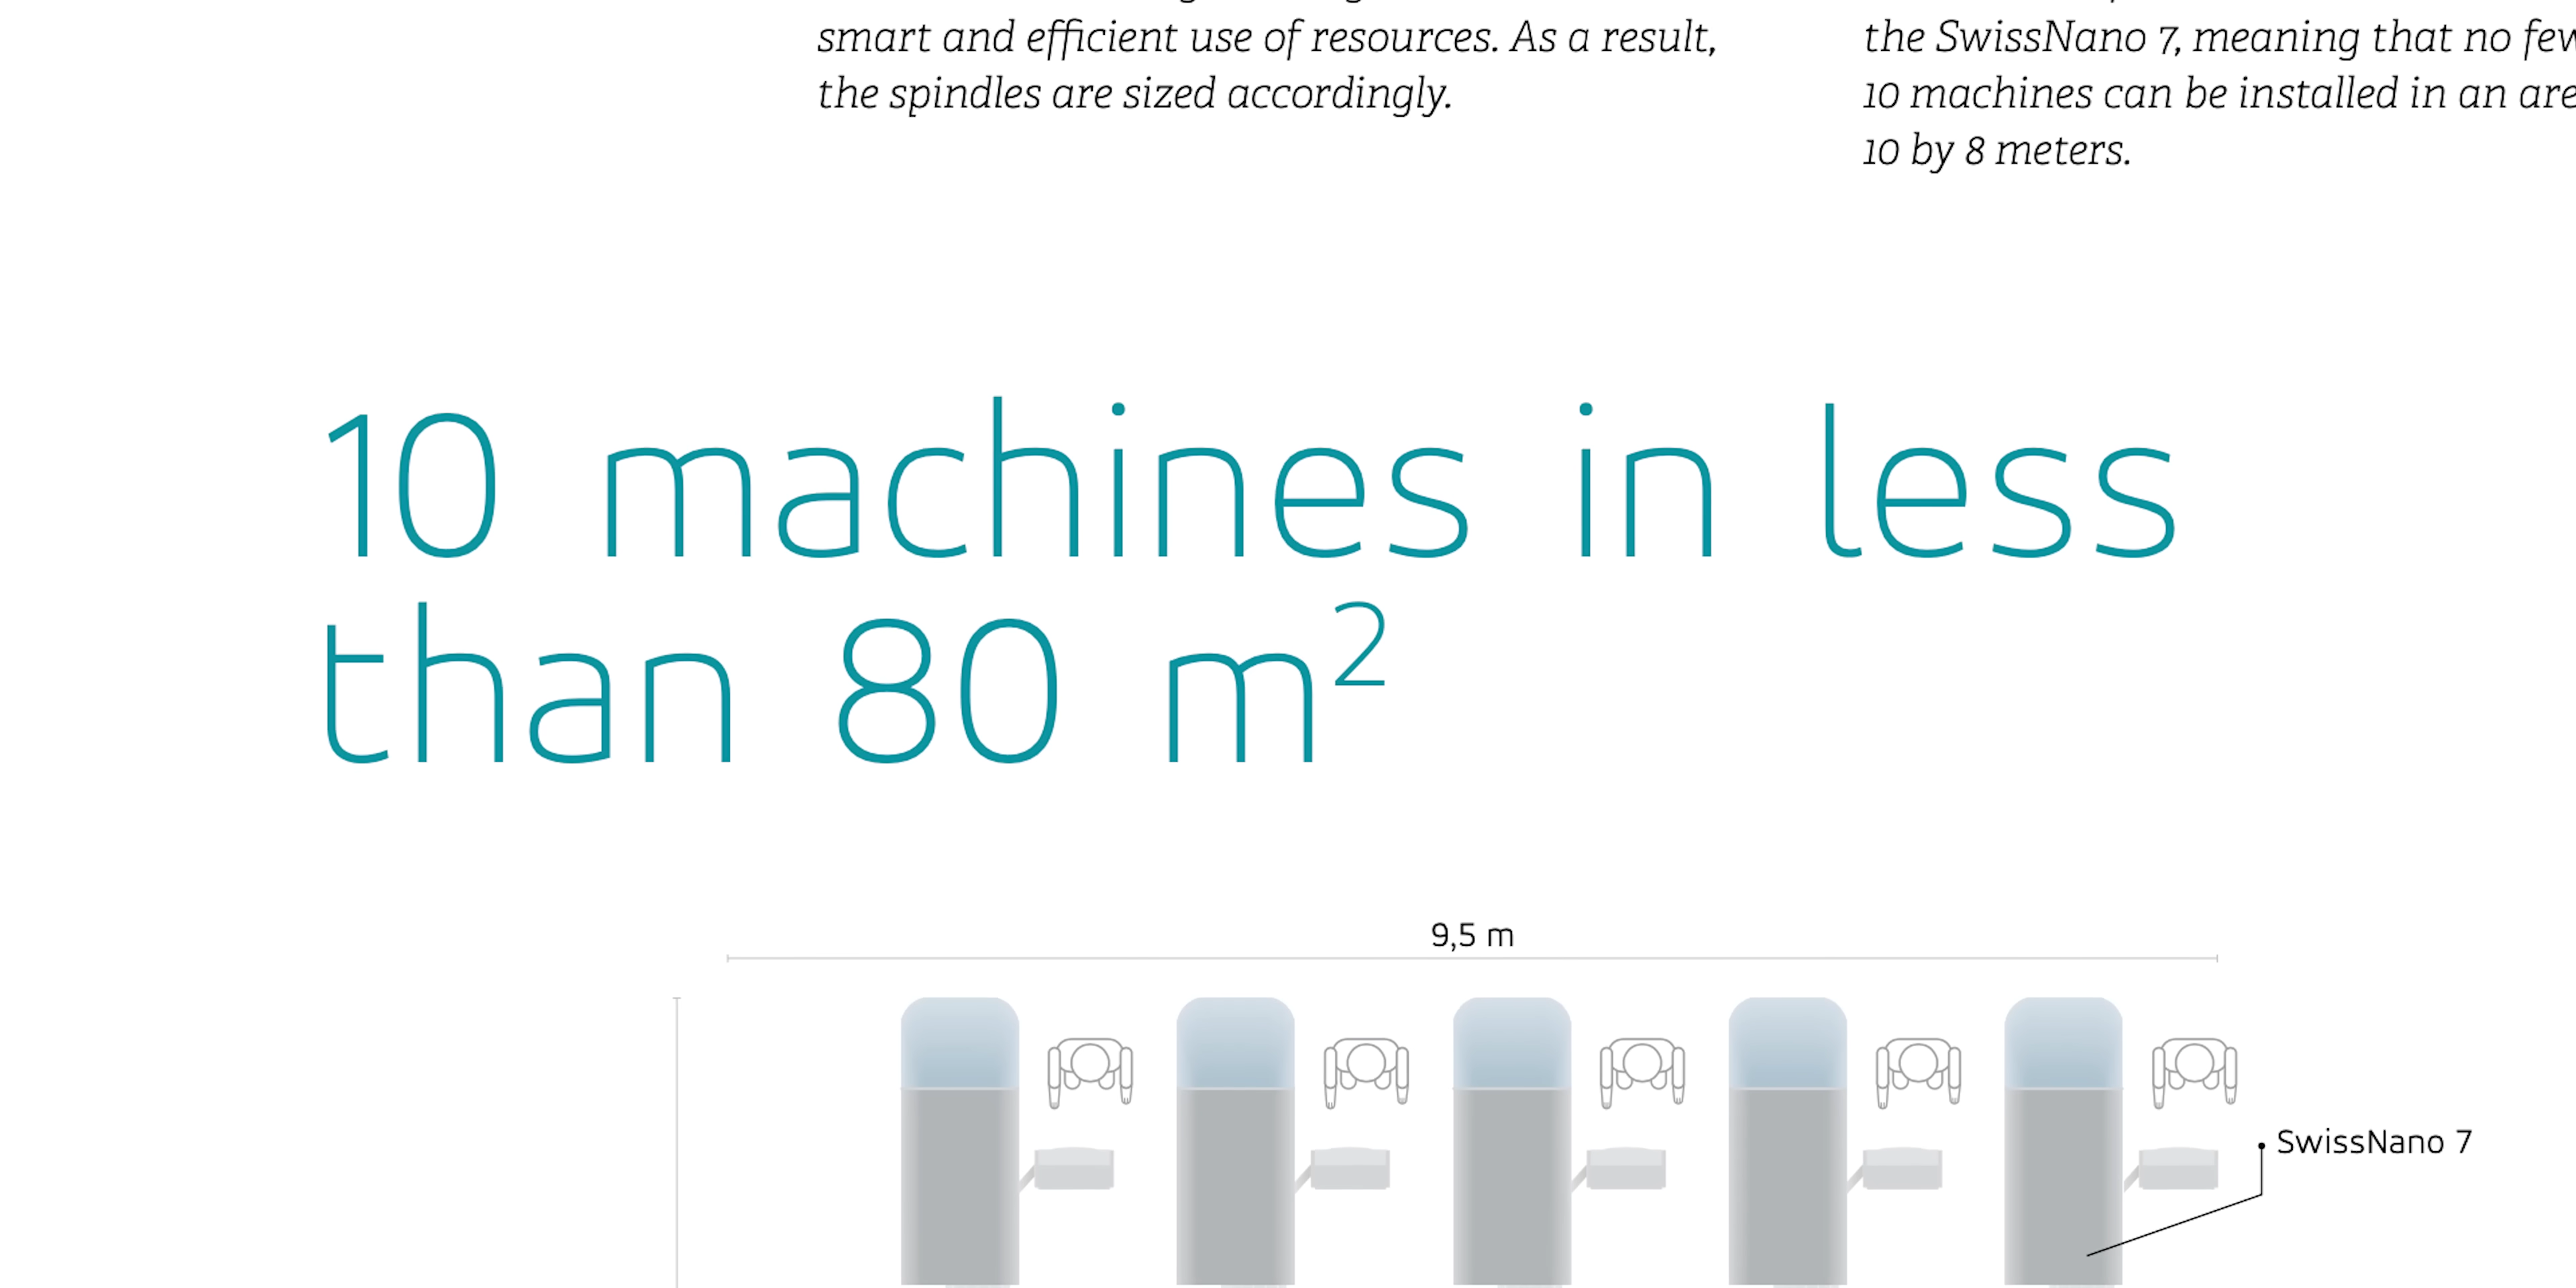 smart and efficient use of resources. As a result,
the spindles are sized accordingly.
the SwissNano 7, meaning that no
10 machines can be installed in an
10 by 8 meters.
10 machines in less
than 80 m²
9,5 m
SwissNano 7